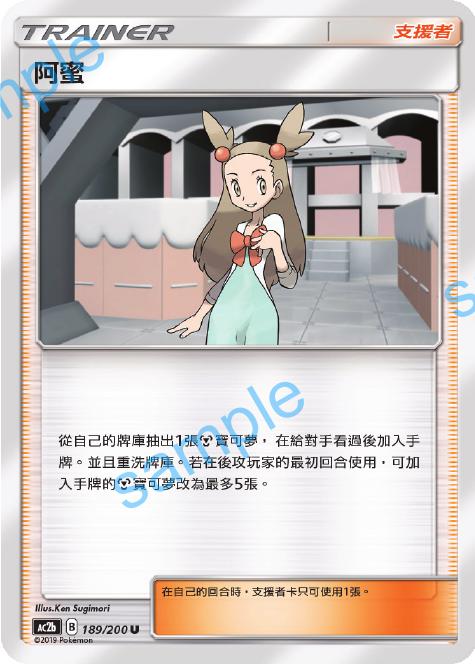 TRAINER 支援者
阿蜜
sample
sample
從自己的牌庫抽出1張寶可夢，在給對手看過後加入手
牌。並且重洗牌庫。若在後攻玩家的最初回合使用，可加
入手牌的寶可夢改為最多5張。
sample
在自己的回合時，支援者卡只可使用1張。
Illus.Ken Sugimori
AC2b B 189/200 U
©2019 Pokémon